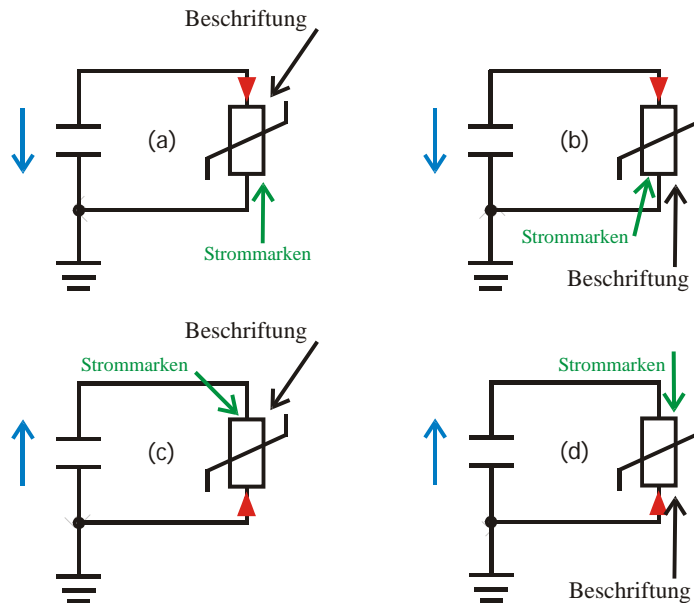 Beschriftung
(a)
(b)
Strommarken
Strommarken
Beschriftung
Beschriftung
Strommarken
Strommarken
(c)
(d)
Beschriftung